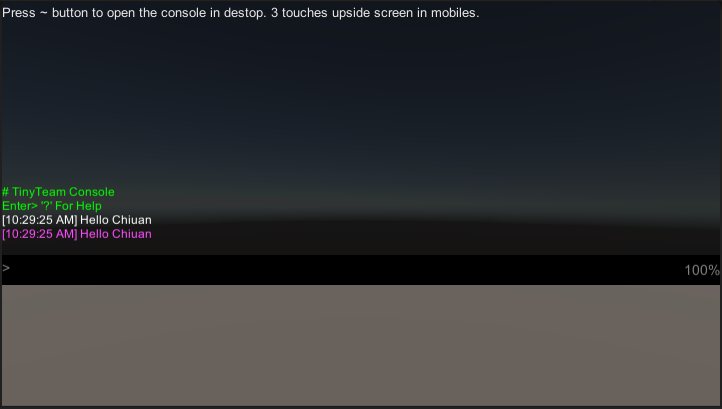 Press ~ button to open the console in destop. 3 touches upside screen in mobiles.
# TinyTeam Console
Enter> '?' For Help
[10:29:25 AM] Hello Chiuan
[10:29:25 AM] Hello Chiuan
> 100%